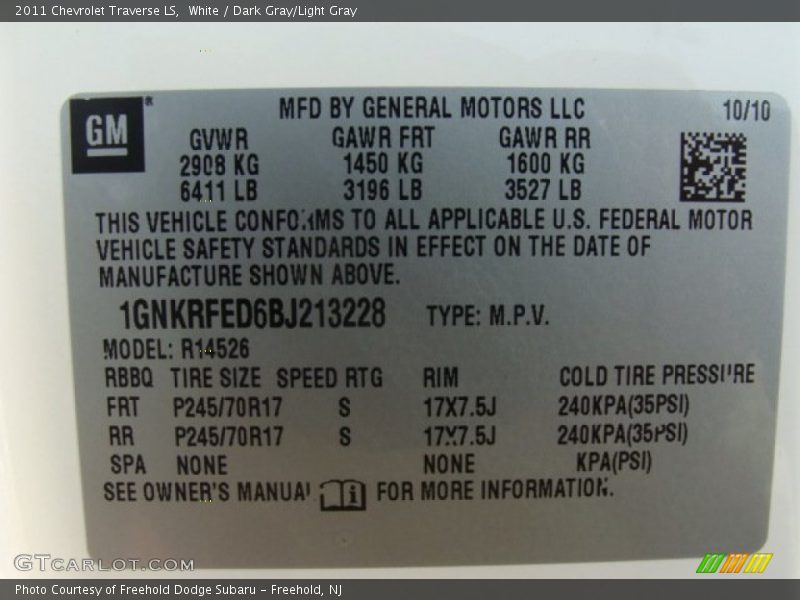 2011 Chevrolet Traverse LS, White / Dark Gray/Light Gray
GM®
MFD BY GENERAL MOTORS LLC 10/10
GVWR GAWR FRT GAWR RR
2908 KG 1450 KG 1600 KG
6411 LB 3196 LB 3527 LB
THIS VEHICLE CONFORMS TO ALL APPLICABLE U.S. FEDERAL MOTOR
VEHICLE SAFETY STANDARDS IN EFFECT ON THE DATE OF
MANUFACTURE SHOWN ABOVE.
1GNKRFED6BJ213228 TYPE: M.P.V.
MODEL: R14526
RBBQ TIRE SIZE SPEED RTG RIM COLD TIRE PRESSURE
FRT P245/70R17 S 17X7.5J 240KPA(35PSI)
RR P245/70R17 S 17X7.5J 240KPA(35PSI)
SPA NONE NONE KPA(PSI)
SEE OWNER'S MANUAL FOR MORE INFORMATION.
GTCARLOT.COM
Photo Courtesy of Freehold Dodge Subaru - Freehold, NJ